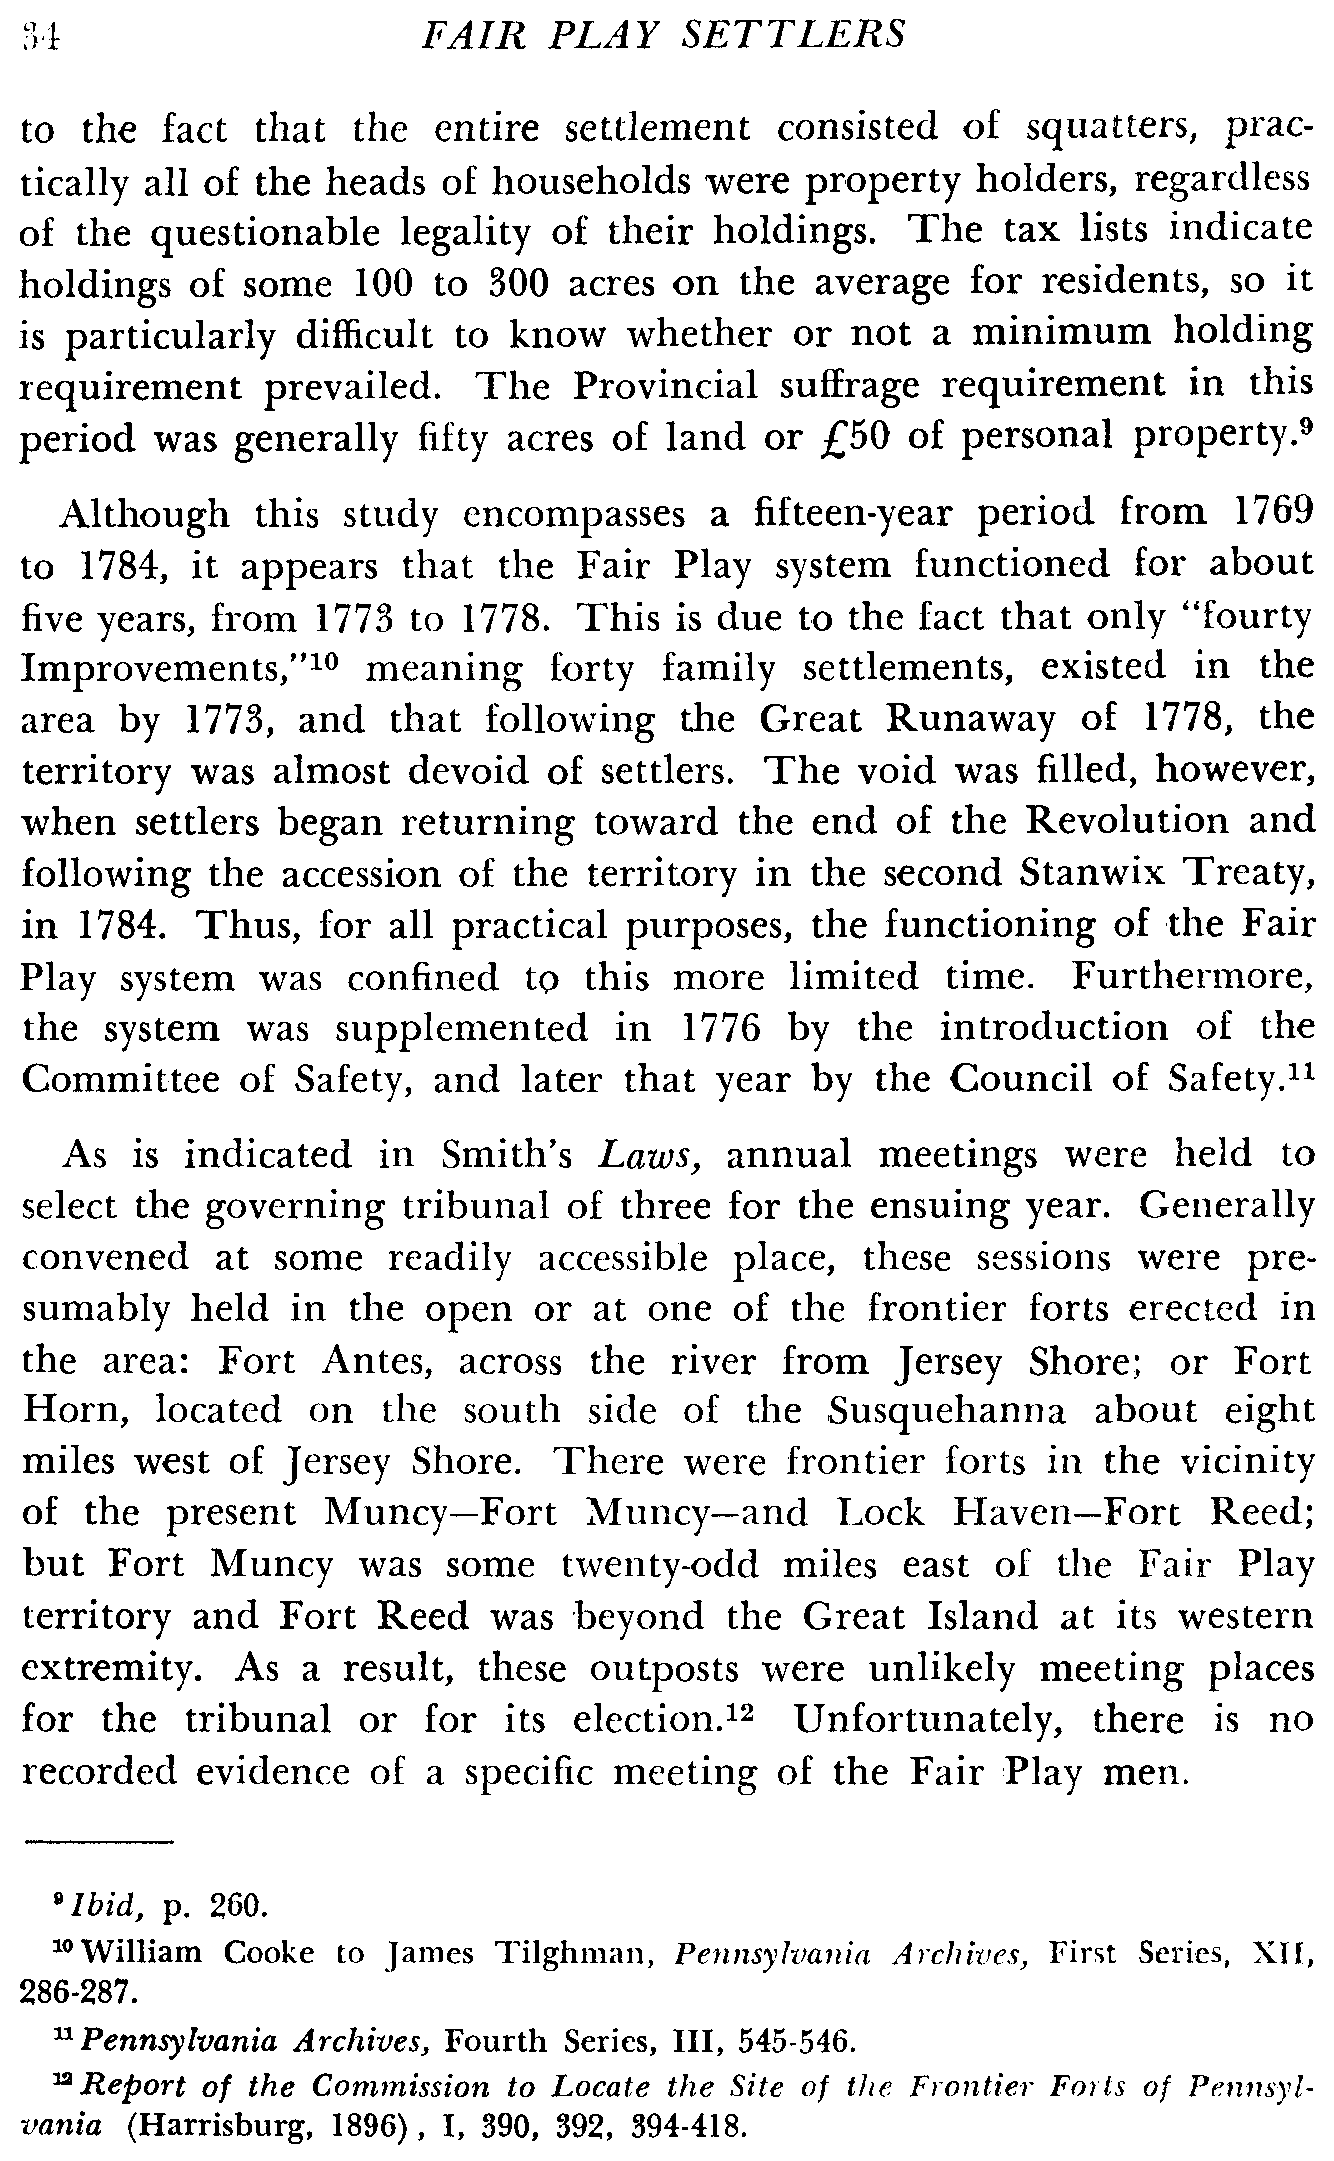 34 FAIR PLAY SETTLERS
to the fact that the entire settlement consisted of squatters, prac-
tically all of the heads of households were property holders, regardless
of the questionable legality of their holdings. The tax lists indicate
holdings of some 100 to 300 acres on the average for residents, so it
is particularly difficult to know whether or not a minimum holding
requirement prevailed. The Provincial suffrage requirement in this
period was generally fifty acres of land or £50 of personal property.⁹
Although this study encompasses a fifteen-year period from 1769
to 1784, it appears that the Fair Play system functioned for about
five years, from 1773 to 1778. This is due to the fact that only “fourty
Improvements,”¹⁰ meaning forty family settlements, existed in the
area by 1773, and that following the Great Runaway of 1778, the
territory was almost devoid of settlers. The void was filled, however,
when settlers began returning toward the end of the Revolution and
following the accession of the territory in the second Stanwix Treaty,
in 1784. Thus, for all practical purposes, the functioning of the Fair
Play system was confined to this more limited time. Furthermore,
the system was supplemented in 1776 by the introduction of the
Committee of Safety, and later that year by the Council of Safety.¹¹
As is indicated in Smith’s Laws, annual meetings were held to
select the governing tribunal of three for the ensuing year. Generally
convened at some readily accessible place, these sessions were pre-
sumably held in the open or at one of the frontier forts erected in
the area: Fort Antes, across the river from Jersey Shore; or Fort
Horn, located on the south side of the Susquehanna about eight
miles west of Jersey Shore. There were frontier forts in the vicinity
of the present Muncy—Fort Muncy—and Lock Haven—Fort Reed;
but Fort Muncy was some twenty-odd miles east of the Fair Play
territory and Fort Reed was beyond the Great Island at its western
extremity. As a result, these outposts were unlikely meeting places
for the tribunal or for its election.¹² Unfortunately, there is no
recorded evidence of a specific meeting of the Fair Play men.
⁹ Ibid, p. 260.
¹⁰ William Cooke to James Tilghman, Pennsylvania Archives, First Series, XII,
286-287.
¹¹ Pennsylvania Archives, Fourth Series, III, 545-546.
¹² Report of the Commission to Locate the Site of the Frontier Forts of Pennsyl-
vania (Harrisburg, 1896), I, 390, 392, 394-418.